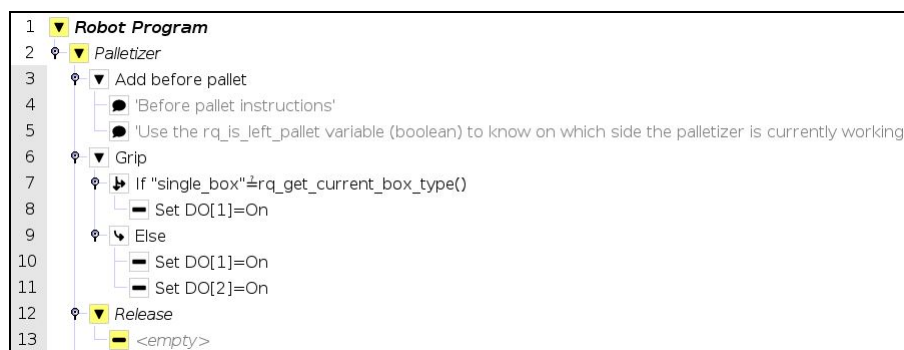 1 Robot Program
2 Palletizer
3 Add before pallet
4 'Before pallet instructions'
5 'Use the rq_is_left_pallet variable (boolean) to know on which side the palletizer is currently working
6 Grip
7 If "single_box"≟rq_get_current_box_type()
8 Set DO[1]=On
9 Else
10 Set DO[1]=On
11 Set DO[2]=On
12 Release
13 <empty>